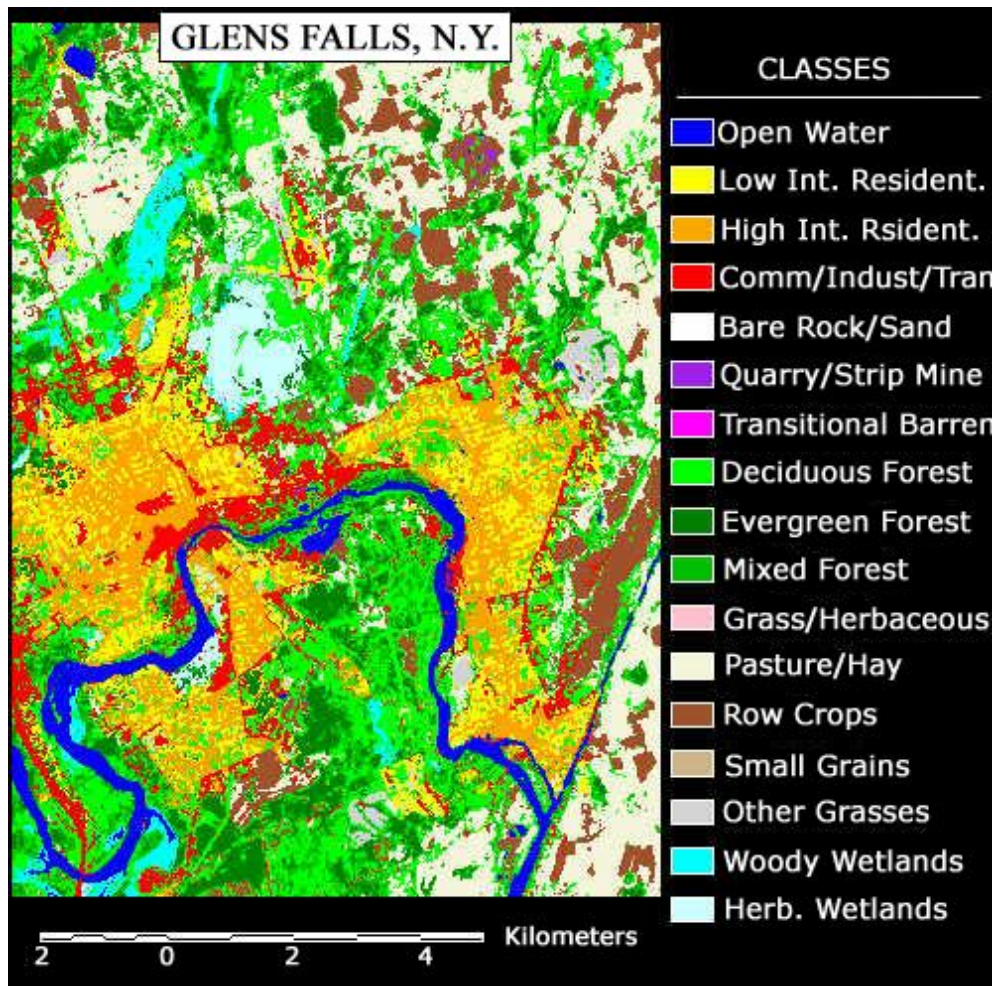 GLENS FALLS, N.Y.
CLASSES
Open Water
Low Int. Resident.
High Int. Rsident.
Comm/Indust/Tran
Bare Rock/Sand
Quarry/Strip Mine
Transitional Barren
Deciduous Forest
Evergreen Forest
Mixed Forest
Grass/Herbaceous
Pasture/Hay
Row Crops
Small Grains
Other Grasses
Woody Wetlands
Herb. Wetlands
Kilometers
2 0 2 4